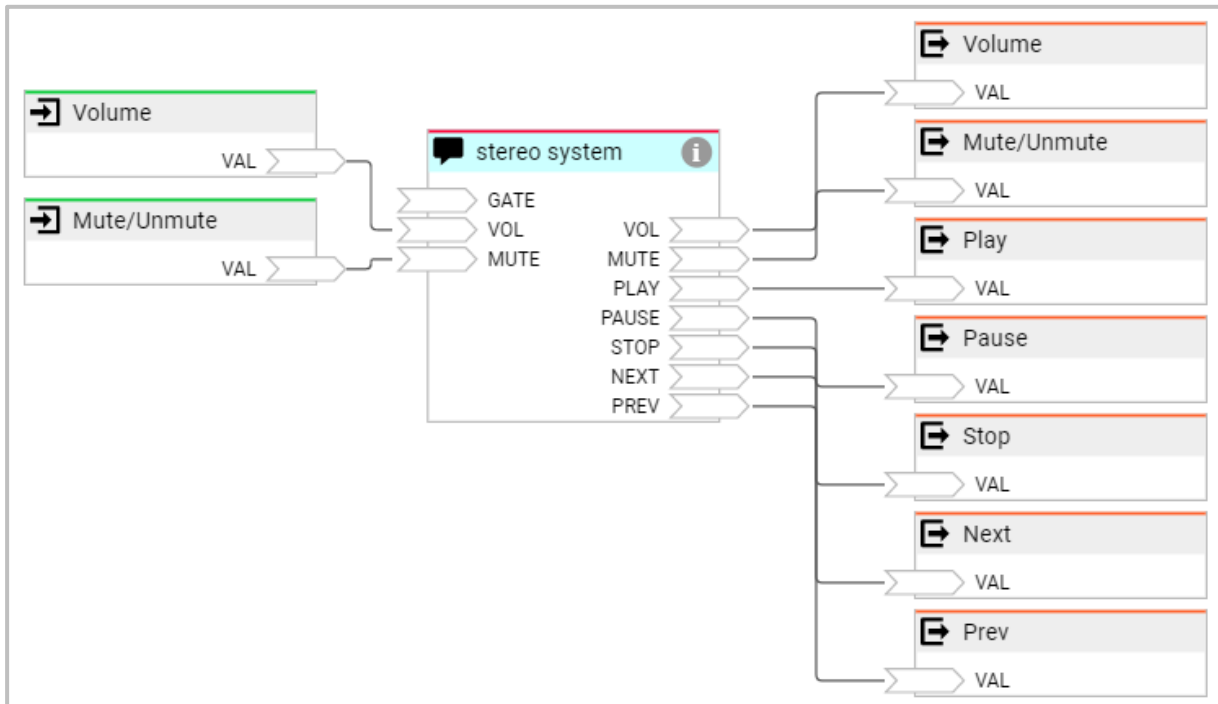 Volume
VAL
Mute/Unmute
VAL
stereo system
i
GATE
VOL
MUTE
VOL
MUTE
PLAY
PAUSE
STOP
NEXT
PREV
Volume
VAL
Mute/Unmute
VAL
Play
VAL
Pause
VAL
Stop
VAL
Next
VAL
Prev
VAL